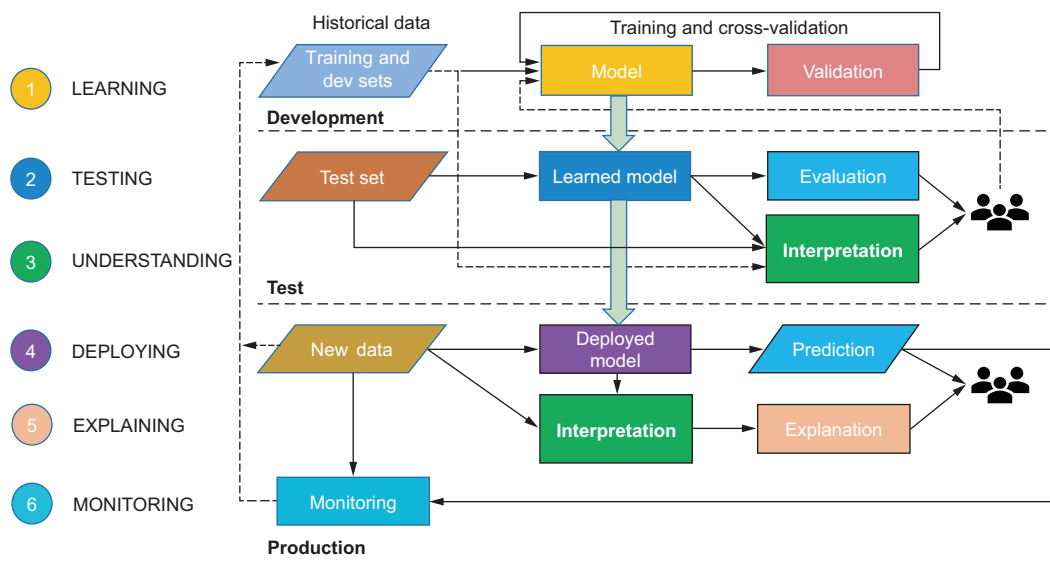 Historical data
Training and cross-validation
1
LEARNING
Training and
dev sets
Model
Validation
Development
2
TESTING
Test set
Learned model
Evaluation
3
UNDERSTANDING
Interpretation
Test
4
DEPLOYING
New data
Deployed
model
Prediction
5
EXPLAINING
Interpretation
Explanation
6
MONITORING
Monitoring
Production